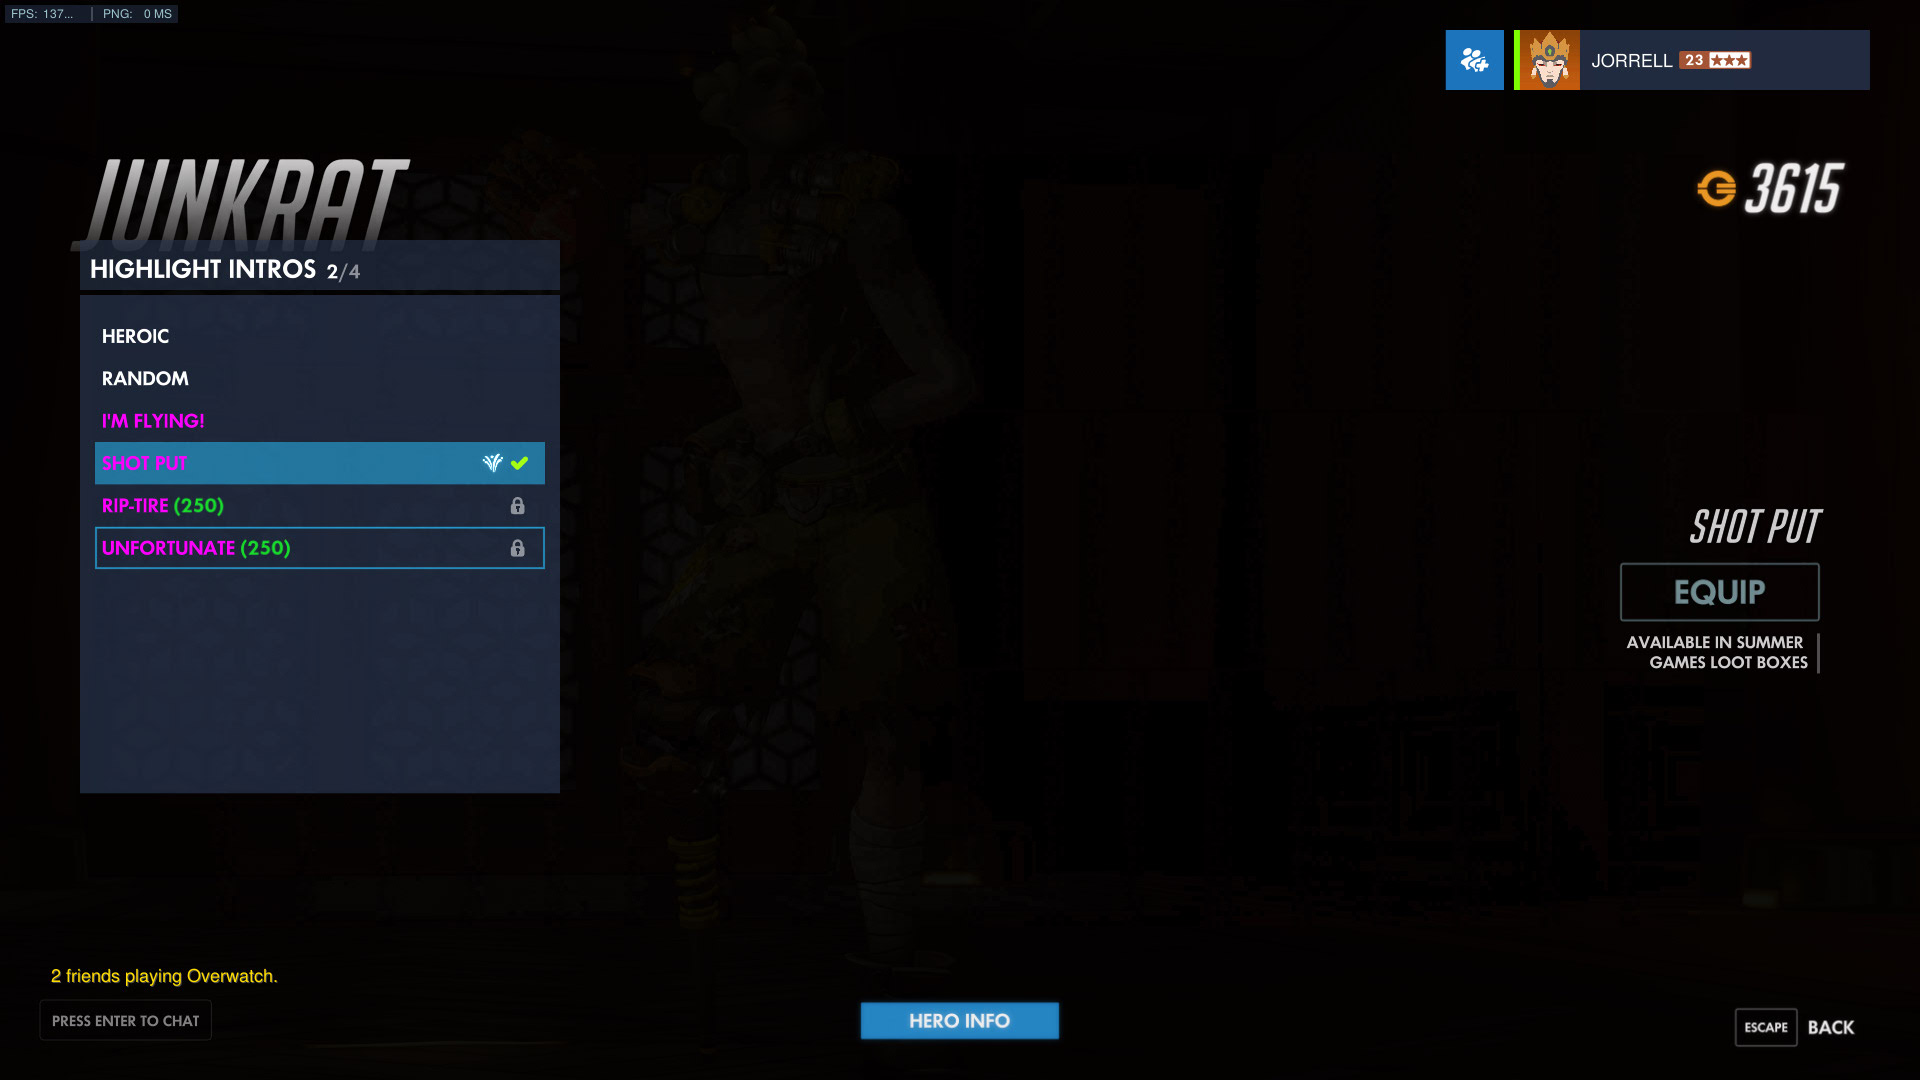 FPS: 137... | PNG: 0 MS
JORRELL 23
JUNKRAT
3615
HIGHLIGHT INTROS 2/4
HEROIC
RANDOM
I'M FLYING!
SHOT PUT
RIP-TIRE (250)
UNFORTUNATE (250)
SHOT PUT
EQUIP
AVAILABLE IN SUMMER
GAMES LOOT BOXES
2 friends playing Overwatch.
PRESS ENTER TO CHAT
HERO INFO
ESCAPE BACK